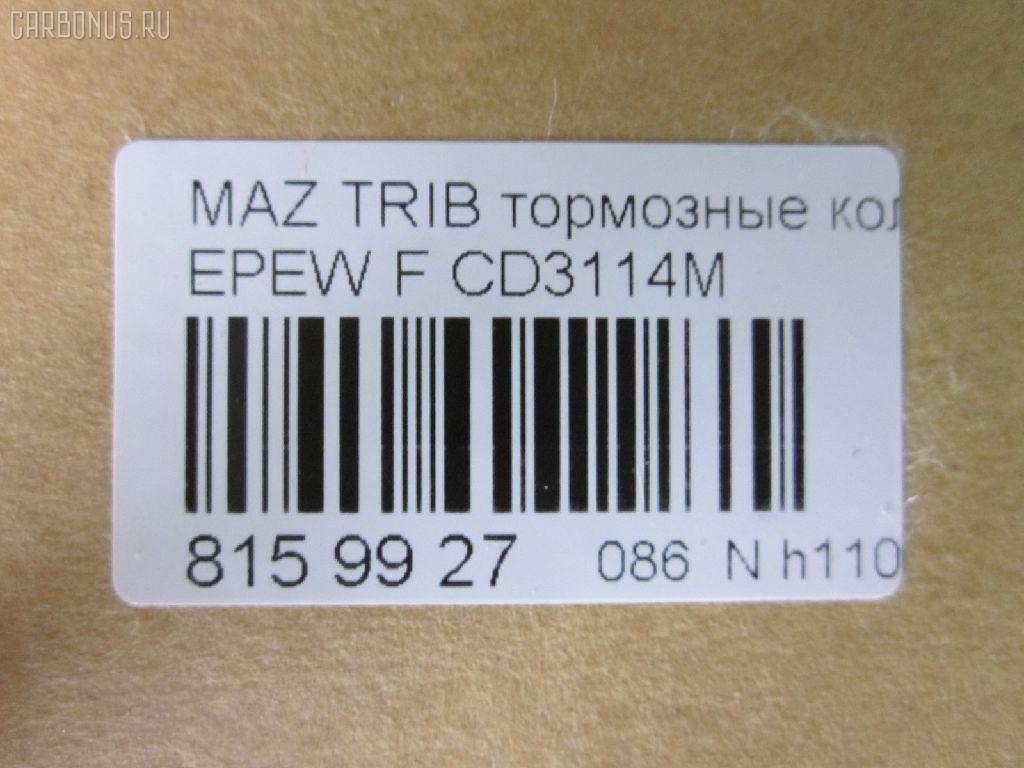 CARBONUS.RU
MAZ TRIB тормозные кол
EPEW F CD3114M
815 99 27 086 N h110